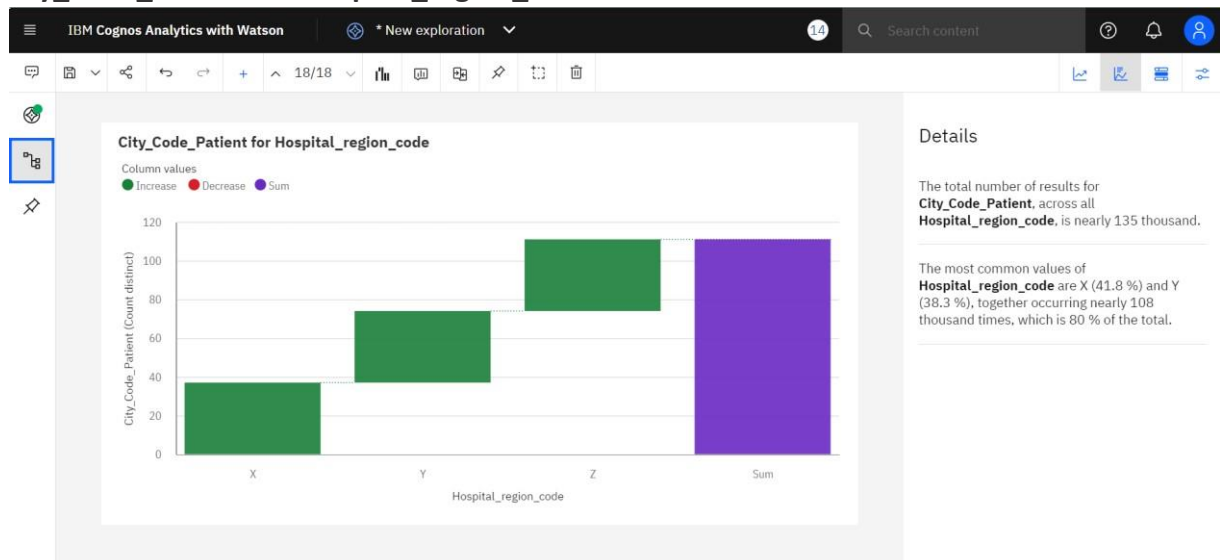 IBM Cognos Analytics with Watson
* New exploration
14
Search content
18/18
City_Code_Patient for Hospital_region_code
Column values
Increase Decrease Sum
City_Code_Patient (Count distinct)
120
100
80
60
40
20
0
X Y Z Sum
Hospital_region_code
Details
The total number of results for
City_Code_Patient, across all
Hospital_region_code, is nearly 135 thousand.
The most common values of
Hospital_region_code are X (41.8 %) and Y
(38.3 %), together occurring nearly 108
thousand times, which is 80 % of the total.